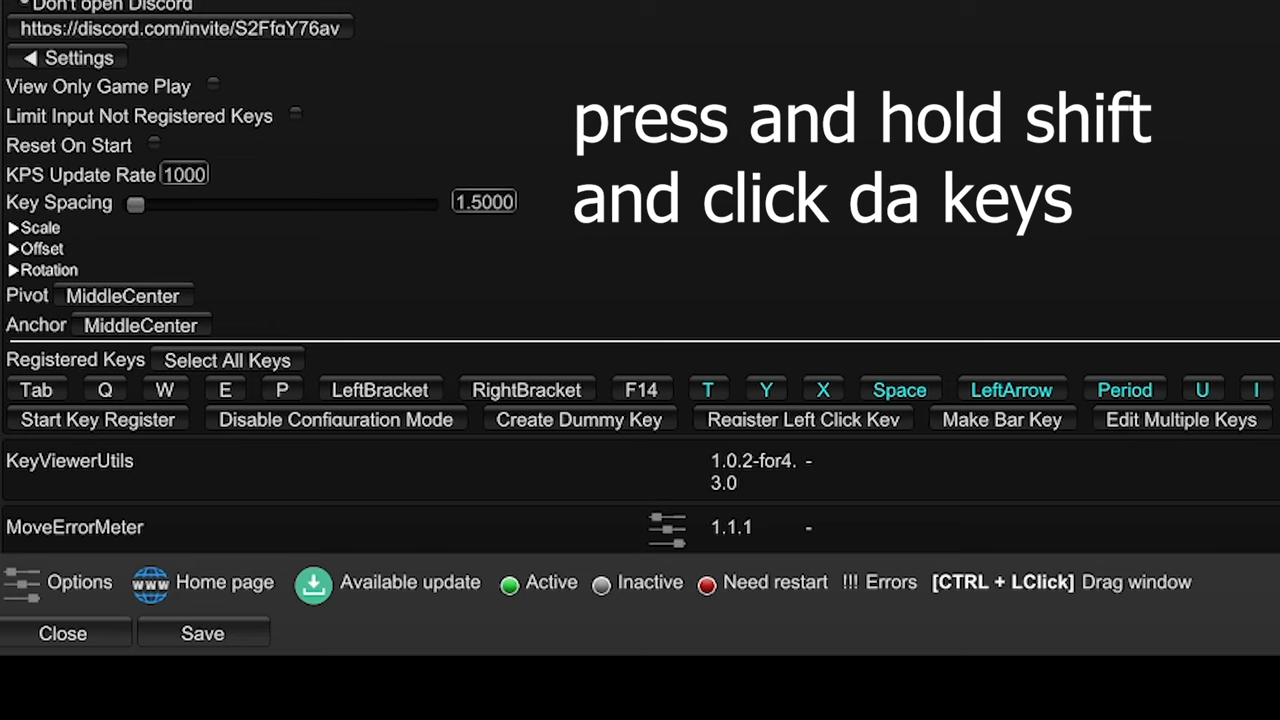 Don't open Discord
https://discord.com/invite/S2FfgY76av
Settings
View Only Game Play
Limit Input Not Registered Keys
Reset On Start
KPS Update Rate 1000
Key Spacing 1.5000
Scale
Offset
Rotation
Pivot MiddleCenter
Anchor MiddleCenter
press and hold shift
and click da keys
Registered Keys Select All Keys
Tab Q W E P LeftBracket RightBracket F14 T Y X Space LeftArrow Period U I
Start Key Register Disable Configuration Mode Create Dummy Key Register Left Click Key Make Bar Key Edit Multiple Keys
KeyViewerUtils 1.0.2-for4. -
3.0
MoveErrorMeter 1.1.1 -
Options www Home page Available update Active Inactive Need restart !!! Errors [CTRL + LClick] Drag window
Close Save